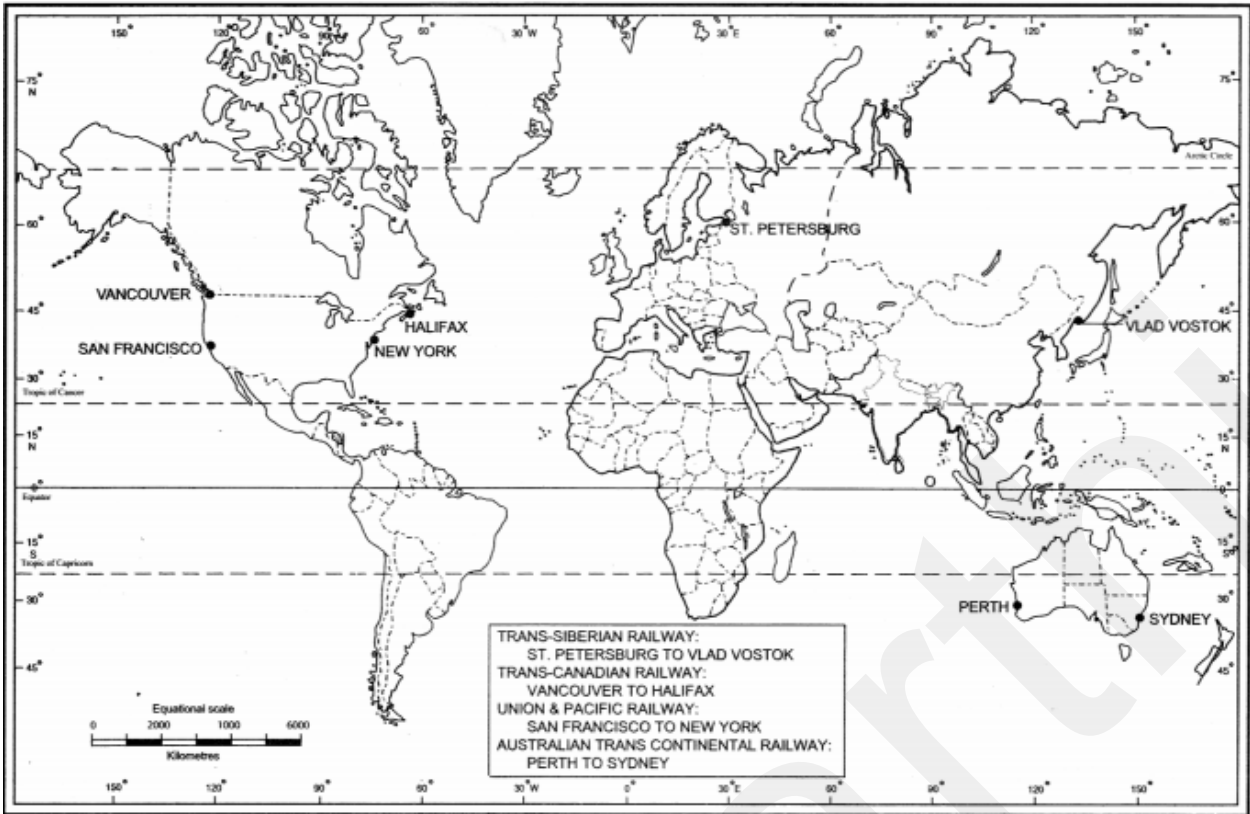 150° 120° 90° 60° 30°W 0° 30°E 60° 90° 120° 150°
75°
N
75°
N
Arctic Circle
60°
60°
ST. PETERSBURG
VANCOUVER
45°
45°
HALIFAX
VLAD VOSTOK
SAN FRANCISCO
NEW YORK
30°
30°
Tropic of Cancer
15°
N
15°
N
0°
0°
Equator
15°
S
15°
S
Tropic of Capricorn
30°
30°
PERTH
SYDNEY
45°
45°
TRANS-SIBERIAN RAILWAY:
ST. PETERSBURG TO VLAD VOSTOK
TRANS-CANADIAN RAILWAY:
VANCOUVER TO HALIFAX
UNION & PACIFIC RAILWAY:
SAN FRANCISCO TO NEW YORK
AUSTRALIAN TRANS CONTINENTAL RAILWAY:
PERTH TO SYDNEY
Equational scale
0 2000 1000 6000
Kilometres
150° 120° 90° 60° 30° 0° 30°E 60° 90° 120° 150°